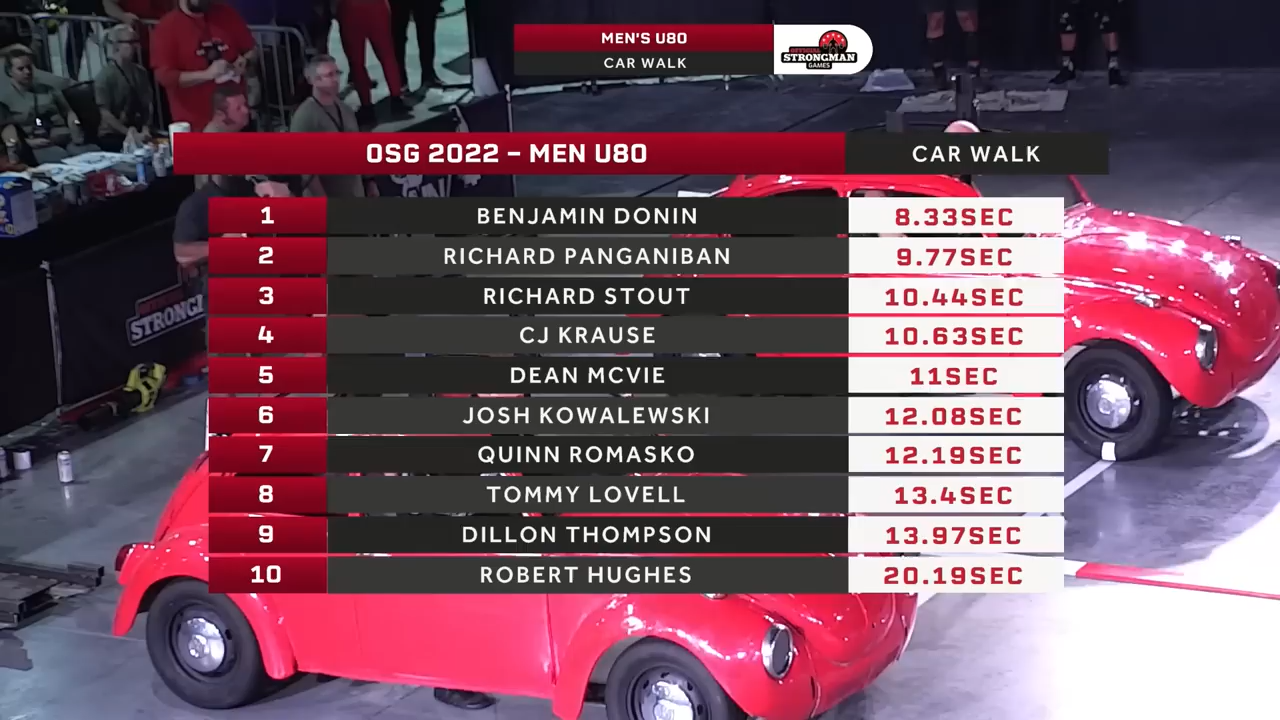 MEN'S U80
CAR WALK
OFFICIAL
STRONGMAN
GAMES
OSG 2022 – MEN U80 CAR WALK
1 BENJAMIN DONIN 8.33SEC
2 RICHARD PANGANIBAN 9.77SEC
3 RICHARD STOUT 10.44SEC
4 CJ KRAUSE 10.63SEC
5 DEAN MCVIE 11SEC
6 JOSH KOWALEWSKI 12.08SEC
7 QUINN ROMASKO 12.19SEC
8 TOMMY LOVELL 13.4SEC
9 DILLON THOMPSON 13.97SEC
10 ROBERT HUGHES 20.19SEC